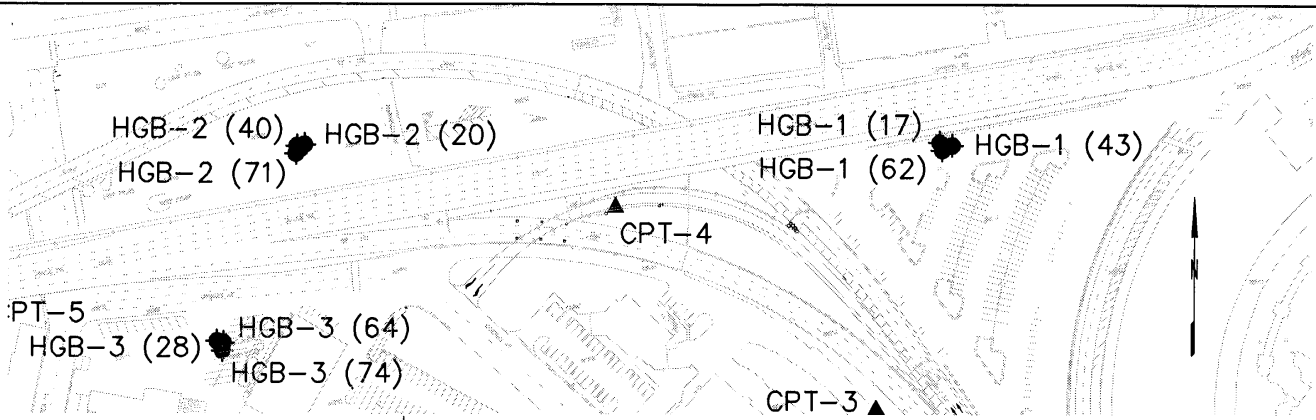 HGB-2 (40)
HGB-2 (20)
HGB-2 (71)
HGB-1 (17)
HGB-1 (43)
HGB-1 (62)
CPT-4
N
PT-5
HGB-3 (64)
HGB-3 (28)
HGB-3 (74)
CPT-3